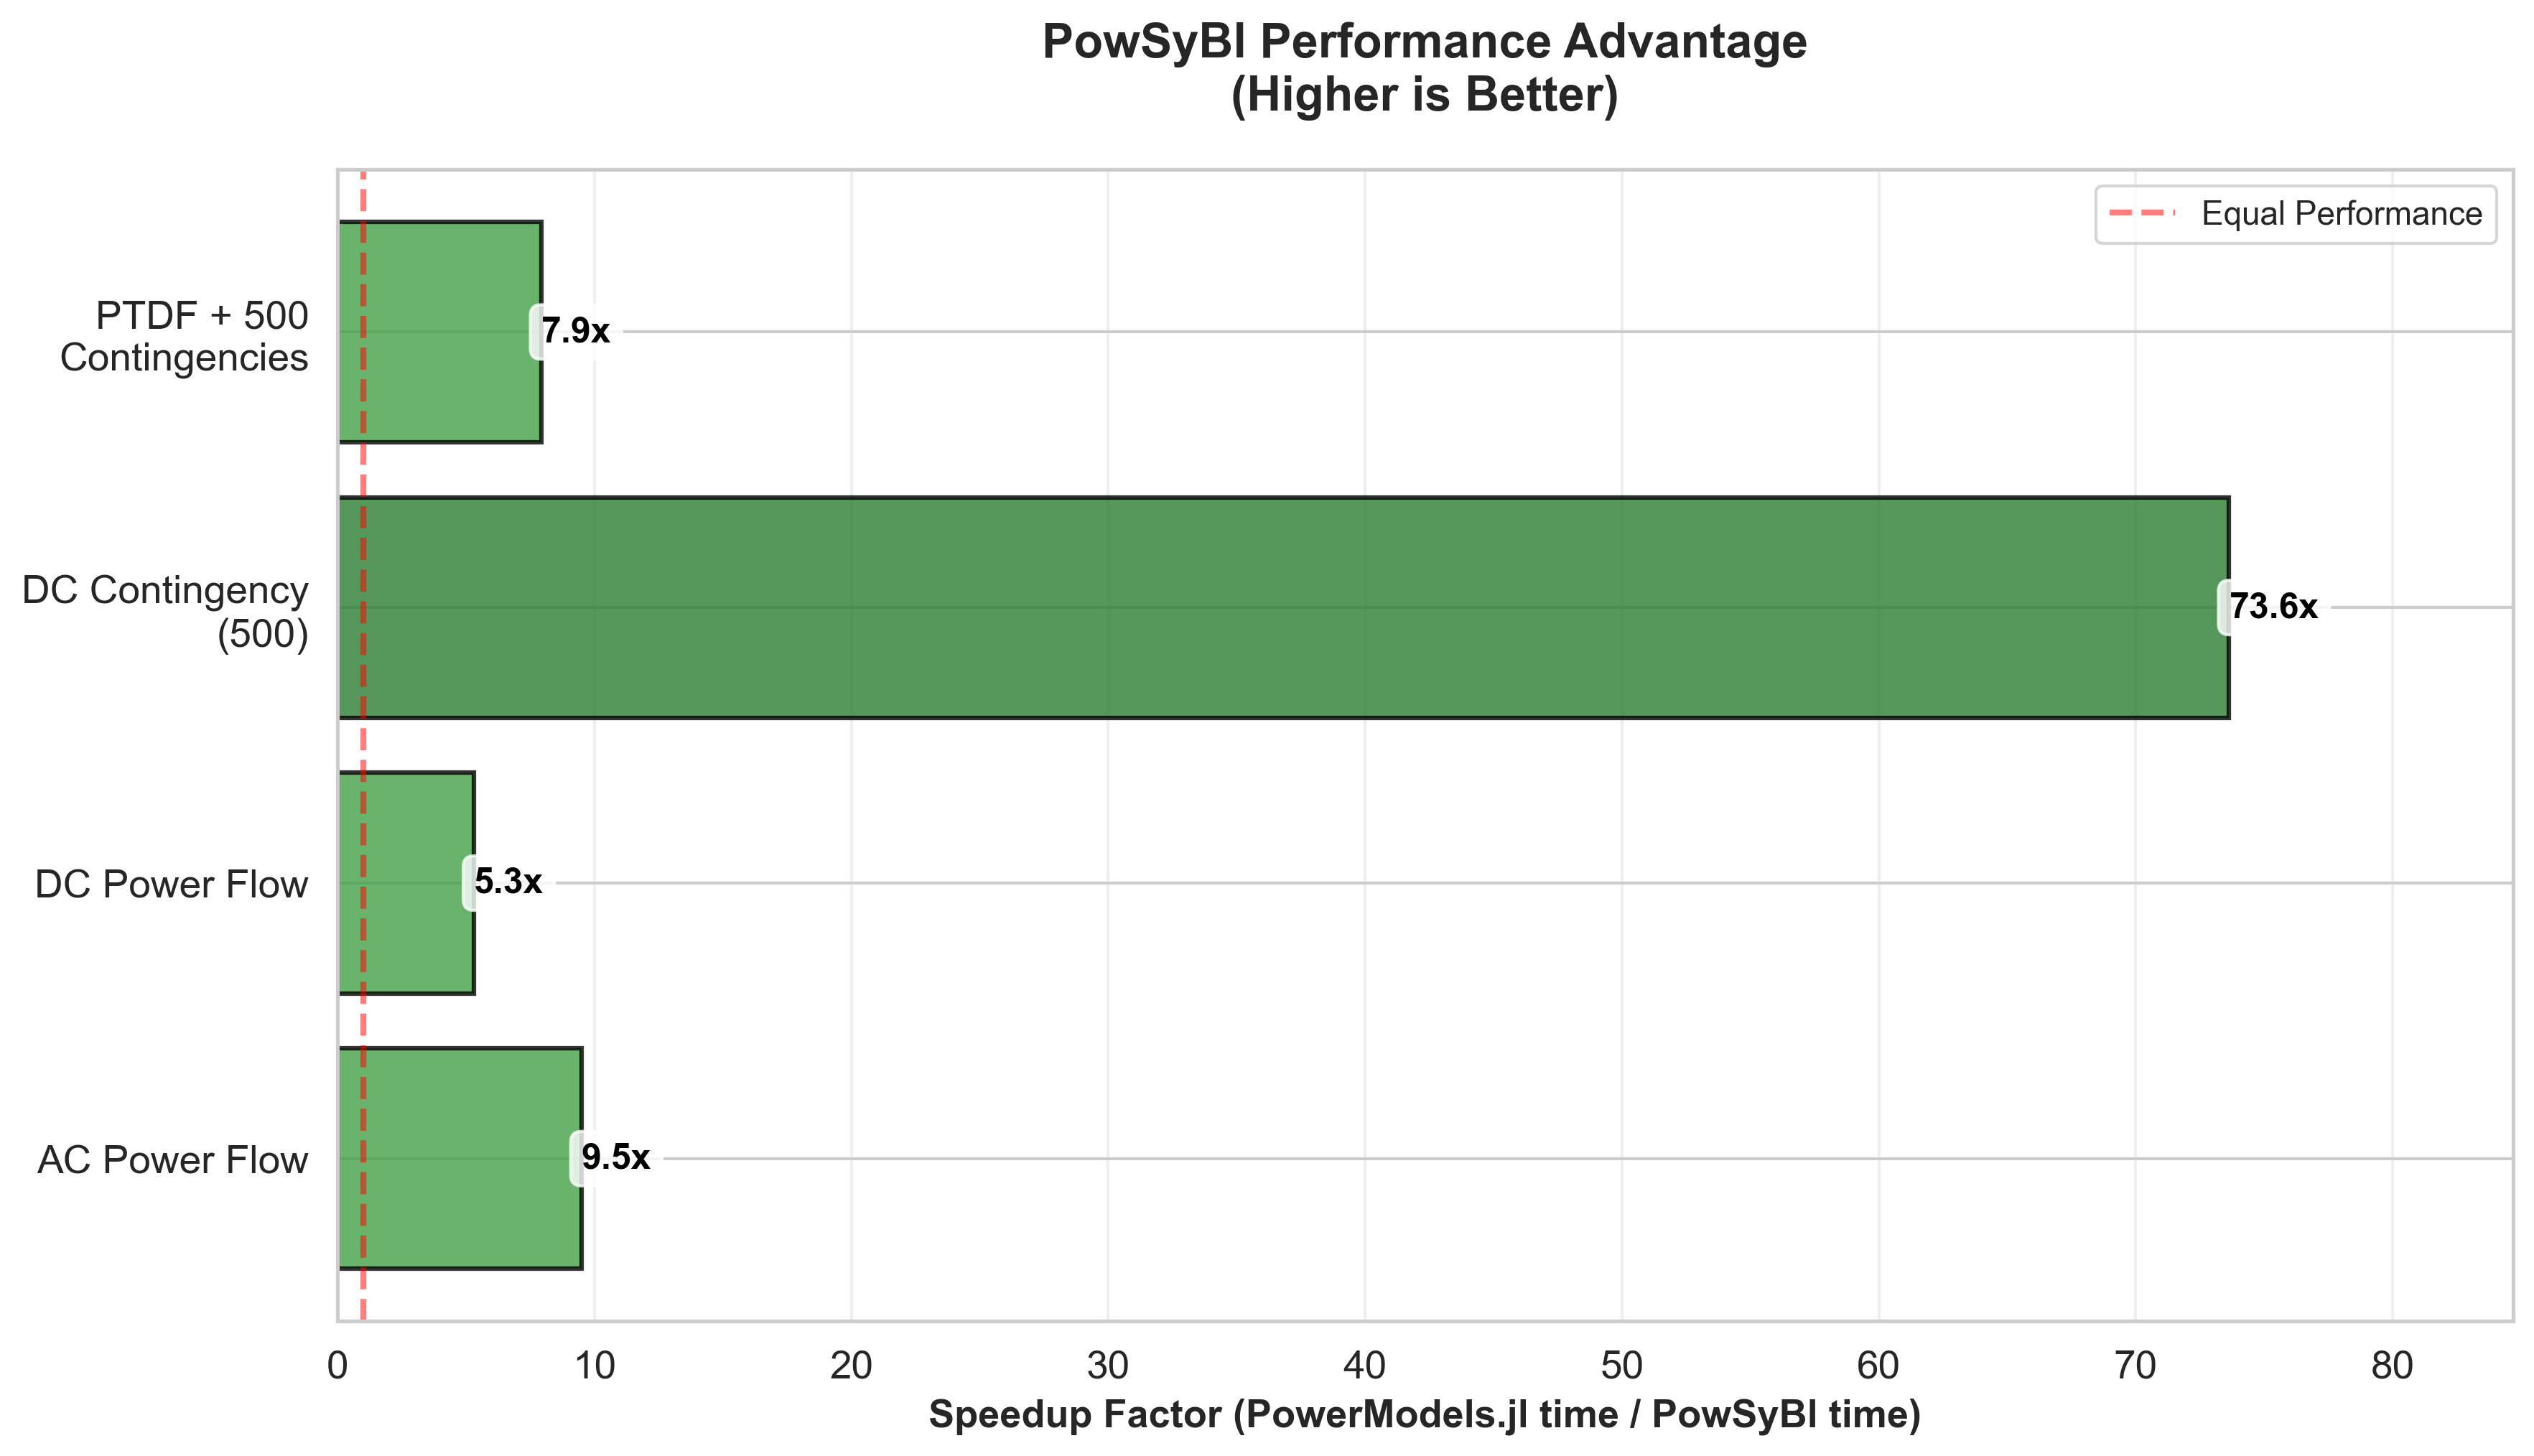 PowSyBl Performance Advantage
(Higher is Better)
Equal Performance
PTDF + 500
Contingencies
7.9x
DC Contingency
(500)
73.6x
DC Power Flow
5.3x
AC Power Flow
9.5x
0 10 20 30 40 50 60 70 80
Speedup Factor (PowerModels.jl time / PowSyBl time)